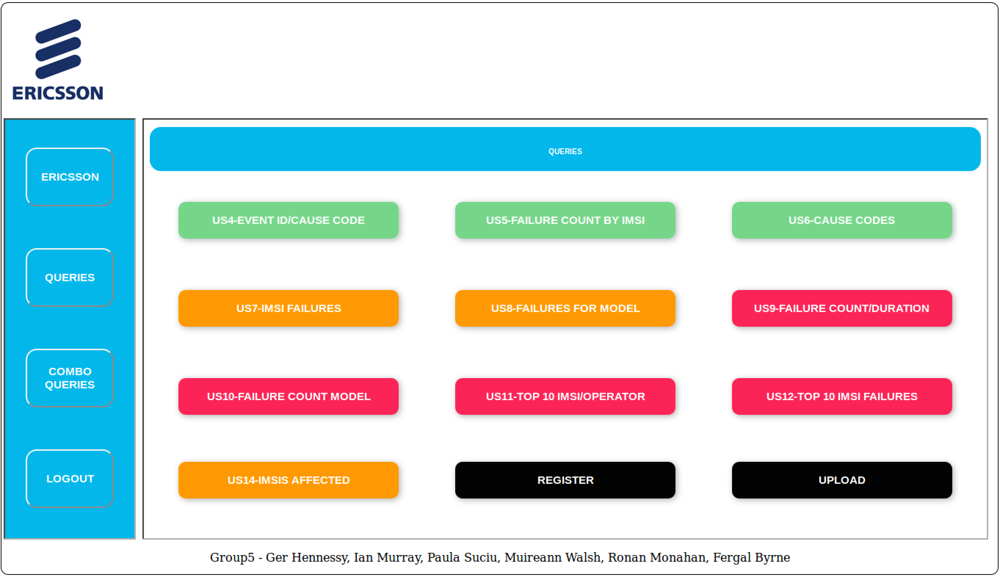 ERICSSON
QUERIES
ERICSSON
QUERIES
COMBO
QUERIES
LOGOUT
US4-EVENT ID/CAUSE CODE
US5-FAILURE COUNT BY IMSI
US6-CAUSE CODES
US7-IMSI FAILURES
US8-FAILURES FOR MODEL
US9-FAILURE COUNT/DURATION
US10-FAILURE COUNT MODEL
US11-TOP 10 IMSI/OPERATOR
US12-TOP 10 IMSI FAILURES
US14-IMSIS AFFECTED
REGISTER
UPLOAD
Group5 - Ger Hennessy, Ian Murray, Paula Suciu, Muireann Walsh, Ronan Monahan, Fergal Byrne